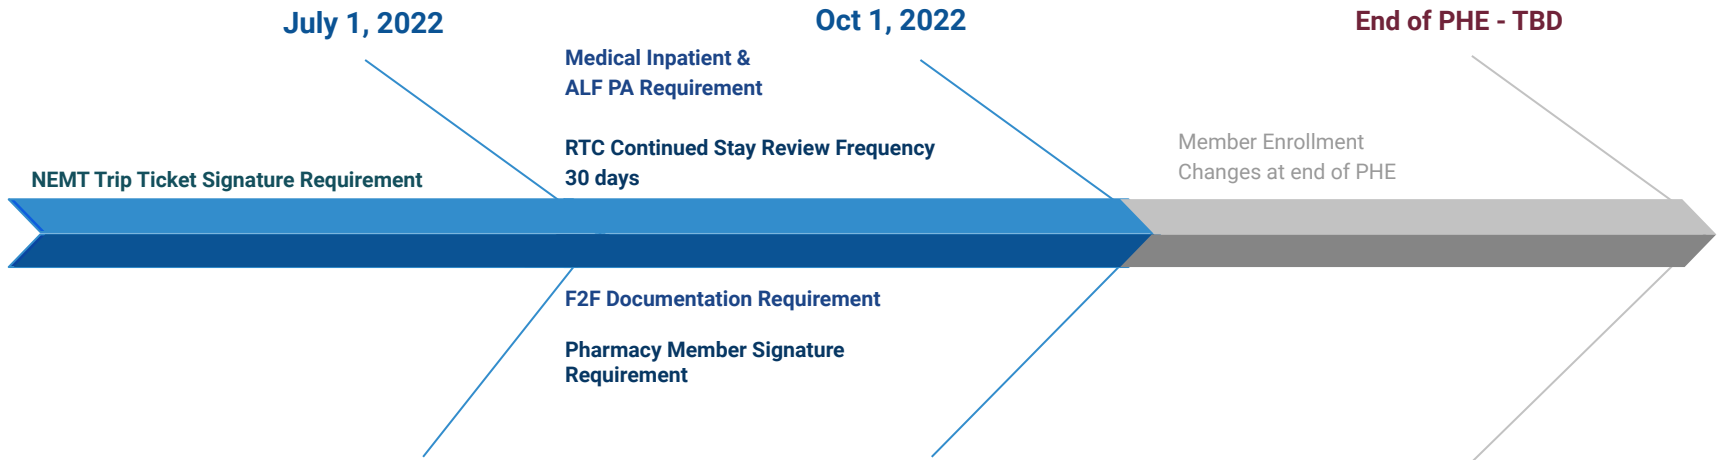 July 1, 2022
Oct 1, 2022
End of PHE - TBD
NEMT Trip Ticket Signature Requirement
Medical Inpatient &
ALF PA Requirement
RTC Continued Stay Review Frequency
30 days
Member Enrollment
Changes at end of PHE
F2F Documentation Requirement
Pharmacy Member Signature
Requirement